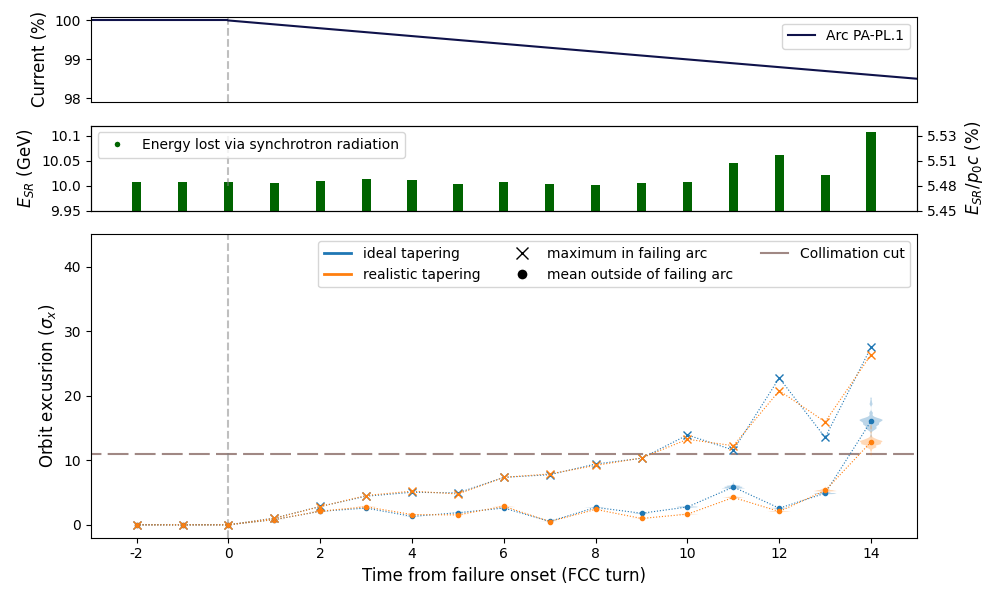 Current (%)
100
99
98
Arc PA-PL.1
E_SR (GeV)
10.1
10.05
10.0
9.95
Energy lost via synchrotron radiation
5.53
5.51
5.48
5.45
E_SR/p_0c (%)
Orbit excusrion (σ_x)
40
30
20
10
0
ideal tapering
realistic tapering
maximum in failing arc
mean outside of failing arc
Collimation cut
-2 0 2 4 6 8 10 12 14
Time from failure onset (FCC turn)